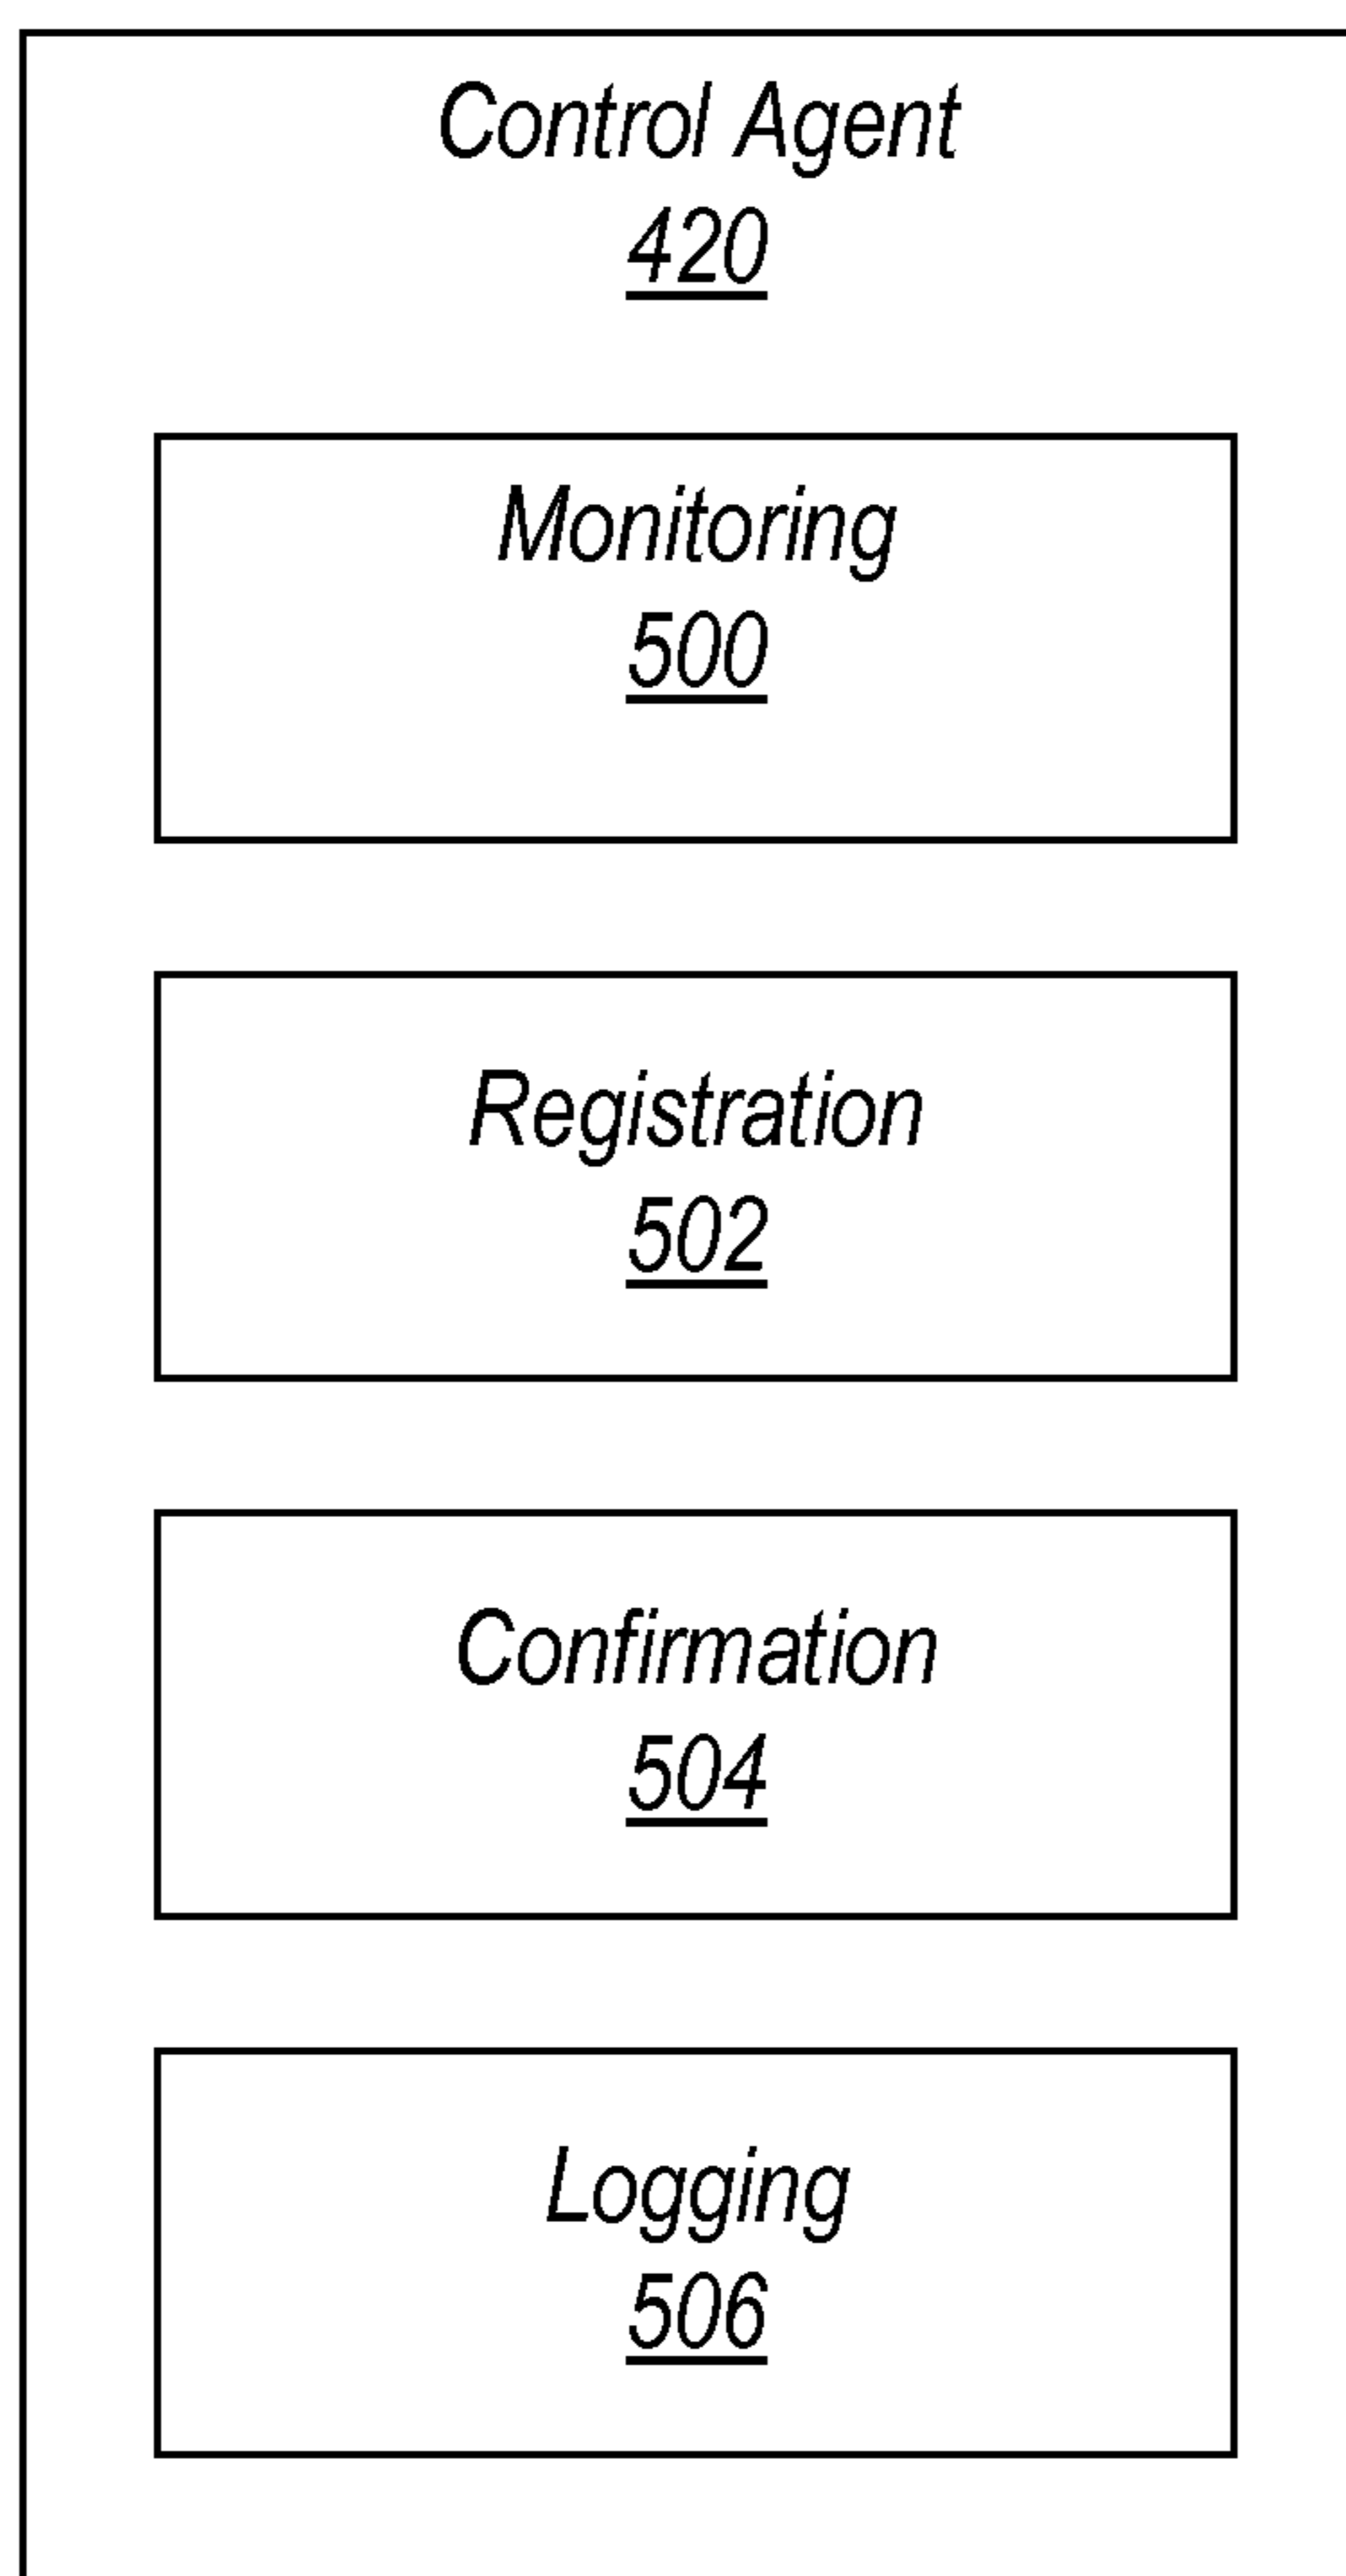 Control Agent
420
Monitoring
500
Registration
502
Confirmation
504
Logging
506